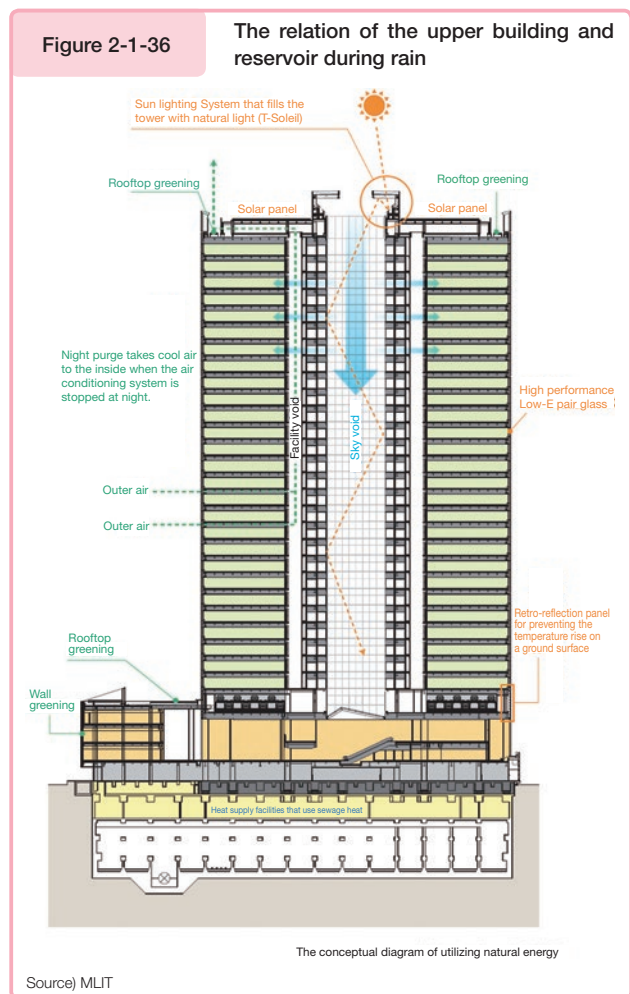 Figure 2-1-36
The relation of the upper building and
reservoir during rain
Sun lighting System that fills the
tower with natural light (T-Soleil)
Rooftop greening
Solar panel
Solar panel
Rooftop greening
Night purge takes cool air
to the inside when the air
conditioning system is
stopped at night.
Facility void
Sky void
High performance
Low-E pair glass
Outer air
Outer air
Retro-reflection panel
for preventing the
temperature rise on
a ground surface
Rooftop
greening
Wall
greening
Heat supply facilities that use sewage heat
The conceptual diagram of utilizing natural energy
Source) MLIT